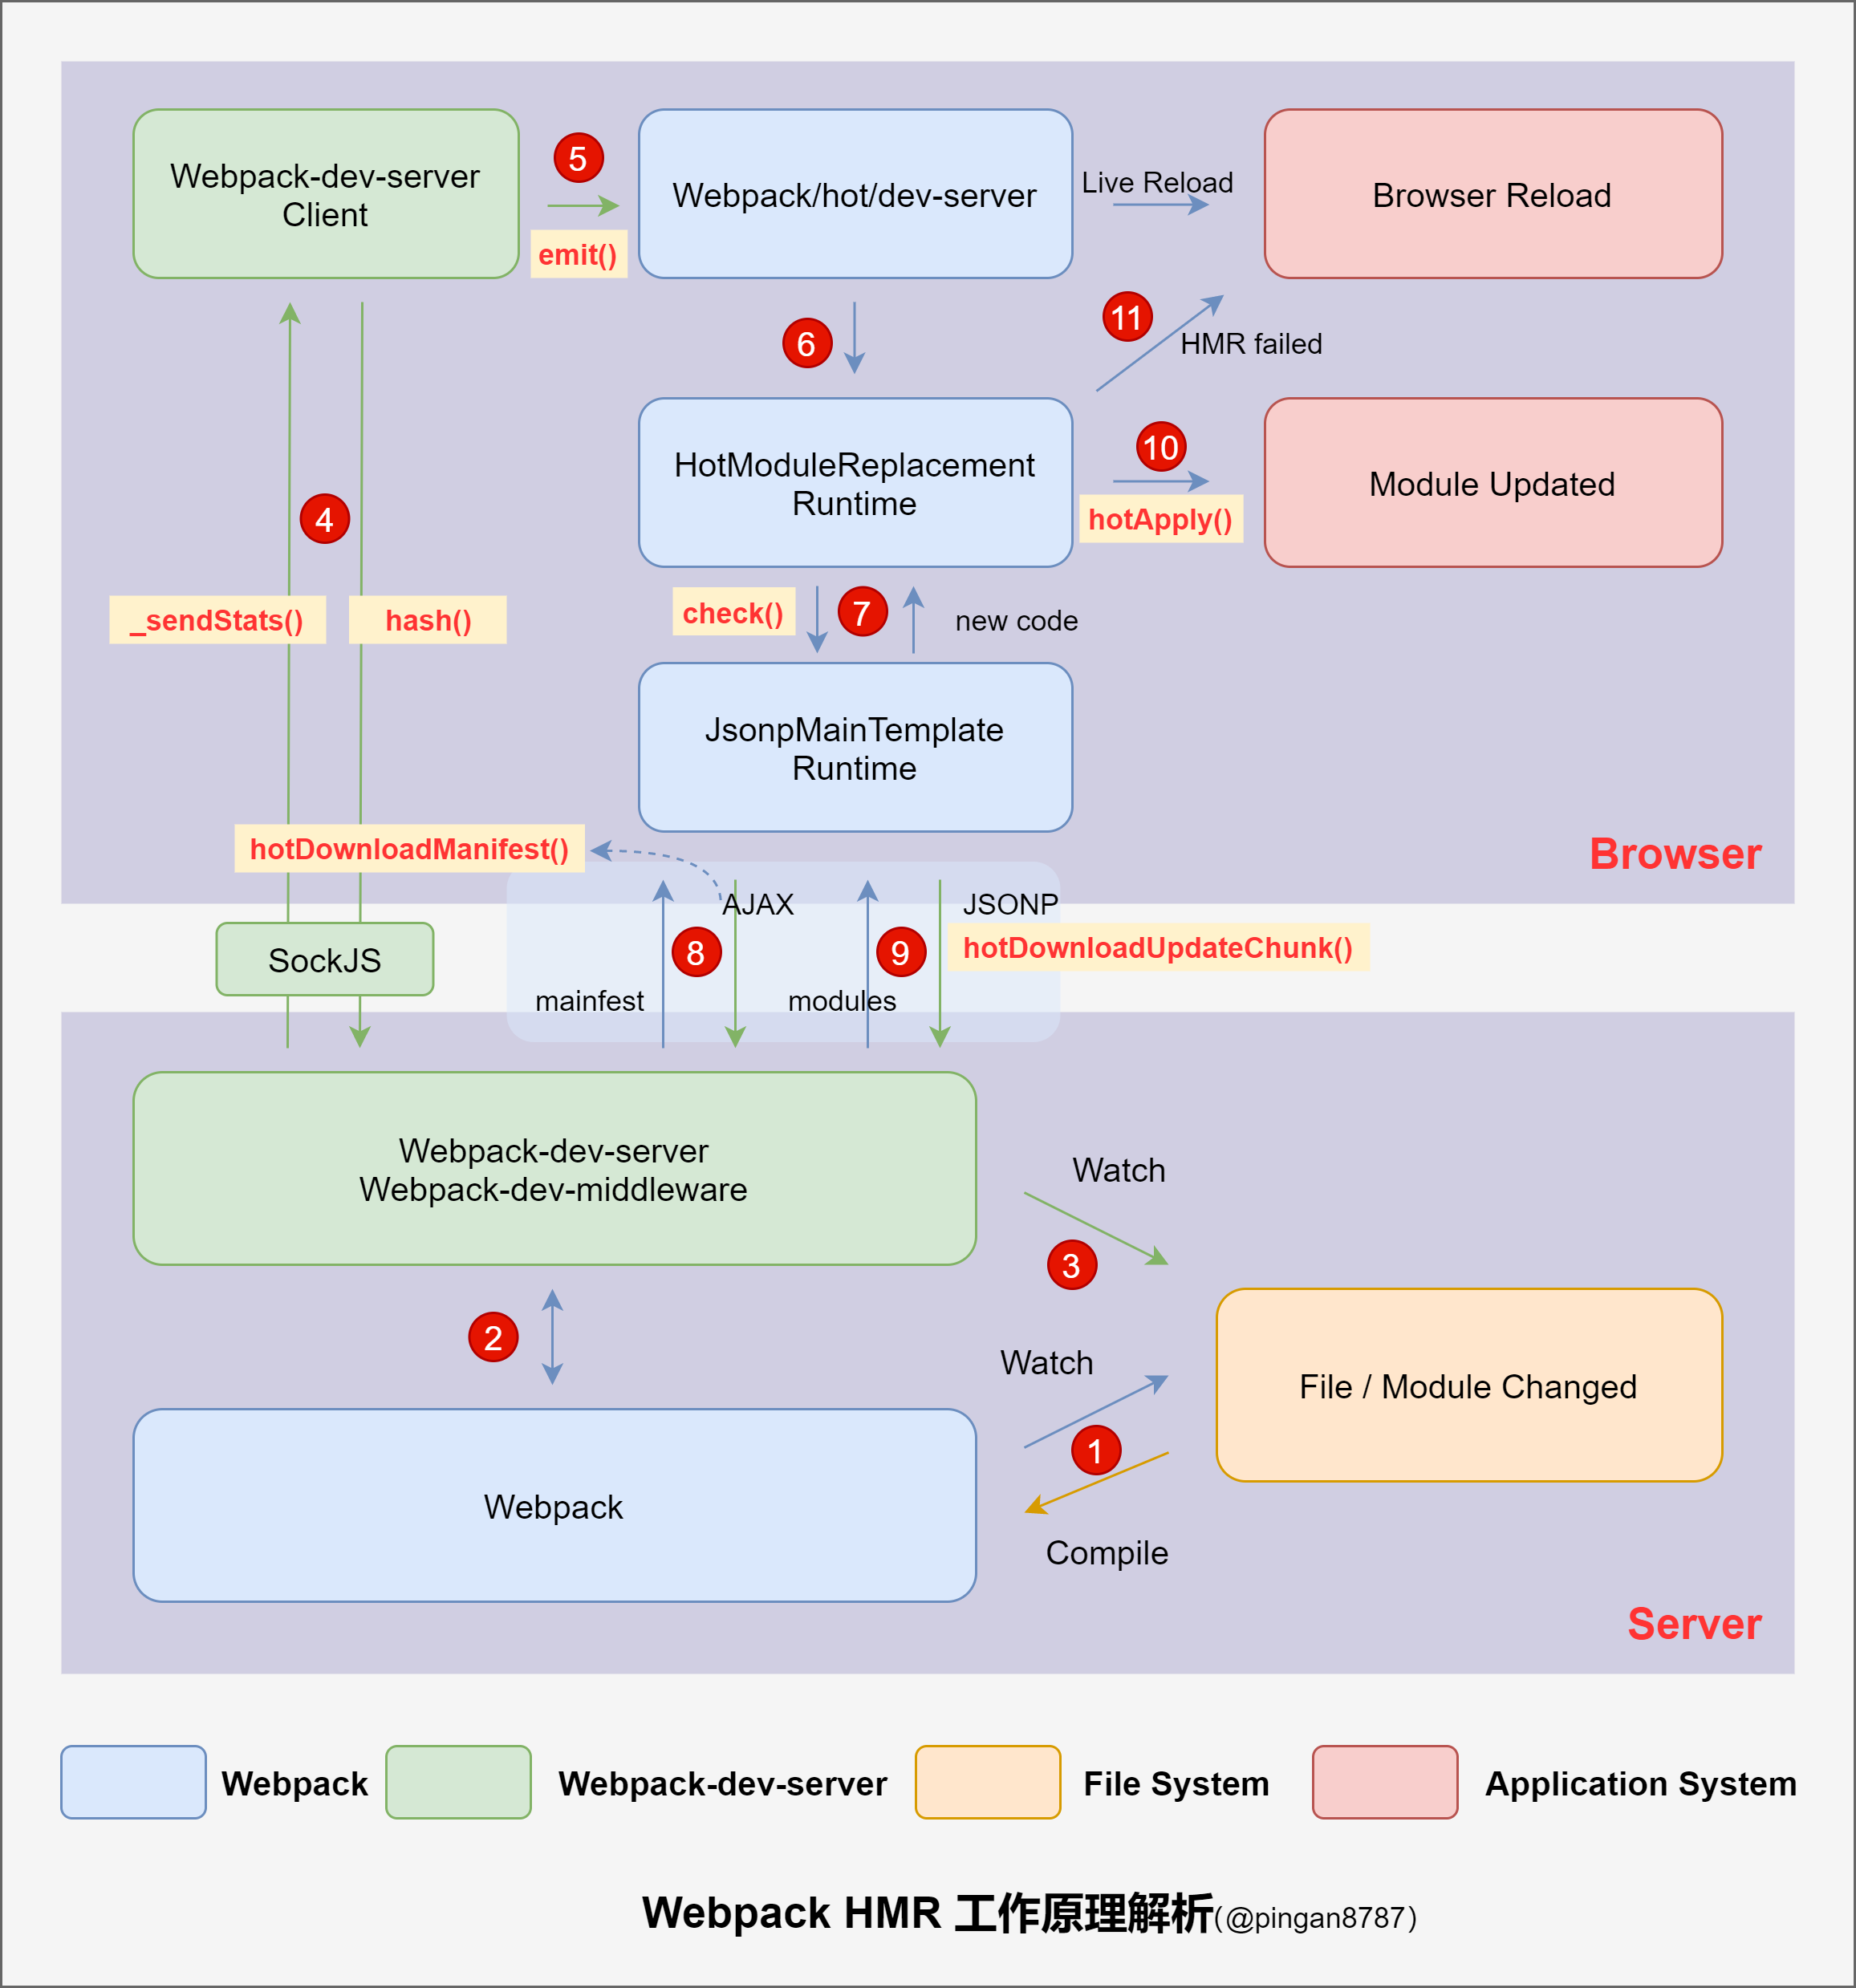 Webpack-dev-server
Client
5
emit()
Webpack/hot/dev-server
Live Reload
Browser Reload
6
11
HMR failed
4
HotModuleReplacement
Runtime
10
hotApply()
Module Updated
_sendStats()
hash()
check()
7
new code
JsonpMainTemplate
Runtime
hotDownloadManifest()
Browser
AJAX
JSONP
SockJS
8
9
hotDownloadUpdateChunk()
mainfest
modules
Webpack-dev-server
Webpack-dev-middleware
Watch
3
2
Watch
File / Module Changed
1
Webpack
Compile
Server
Webpack
Webpack-dev-server
File System
Application System
Webpack HMR 工作原理解析(@pingan8787)